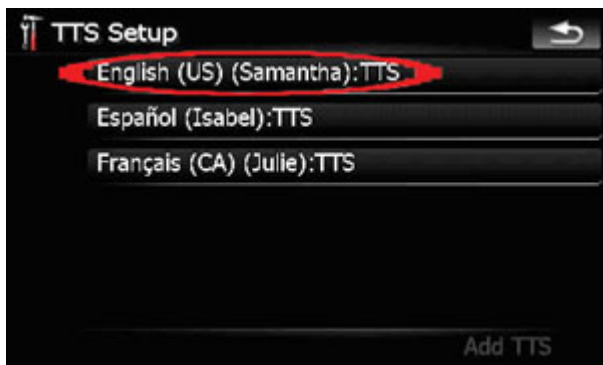 TTS Setup
English (US) (Samantha):TTS
Español (Isabel):TTS
Français (CA) (Julie):TTS
Add TTS